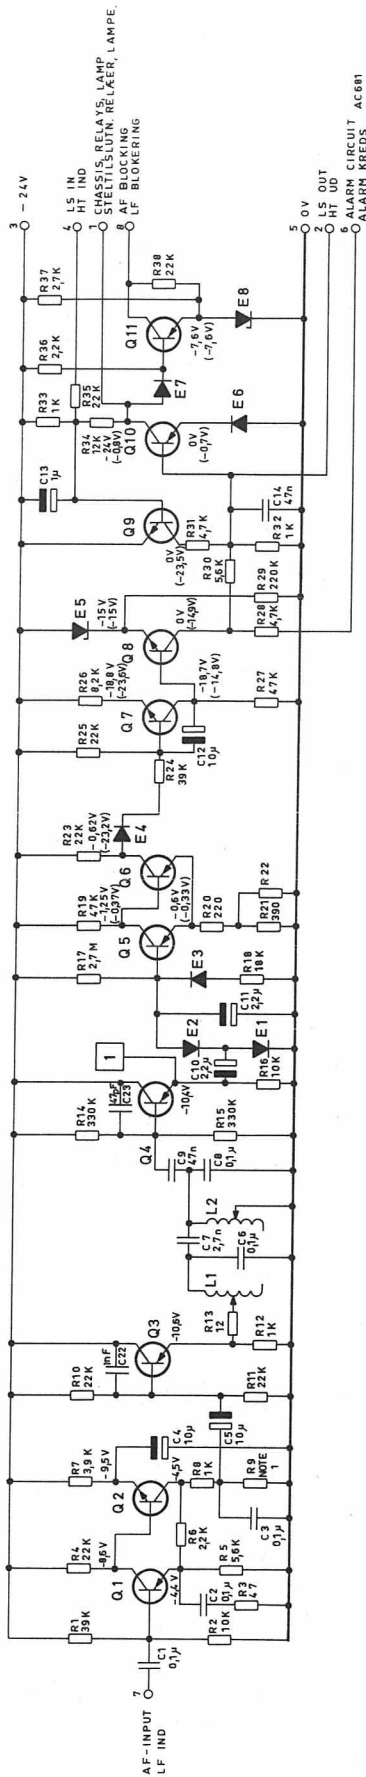 AF-INPUT
LF IND
7
C1
0,1µ
R1
39K
R2
10K
Q1
-4,4V
R4
22K
-8,6V
C2
0,1µ
R3
47
R5
5,6K
R6
2,2K
Q2
R7
3,9K
-9,5V
C4
10µ
-4,5V
R8
1K
R9
NOTE
1
C3
0,1µ
C5
10µ
R10
22K
1nF
C22
R11
22K
Q3
-10,6V
R13
12
R12
1K
L1
C7
2,7n
C6
0,1µ
L2
C9
47n
C8
0,1µ
Q4
R14
330K
47pF
C23
R15
330K
-10,4V
1
C10
2,2µ
R16
10K
E2
E1
C11
2,2µ
R17
2,7M
E3
R18
18K
Q5
R19
47K
-1,25V
(-0,37V)
Q6
-0,6V
(-0,33V)
R20
220
R21
390
R22
R23
22K
-0,62V
(-23,2V)
E4
R24
39K
R25
22K
Q7
R26
8,2K
-18,8V
(-23,6V)
C12
10µ
-18,7V
(-14,8V)
R27
47K
E5
-15V
(-15V)
Q8
0V
(-14,9V)
R28
4,7K
R29
220K
R30
5,6K
Q9
0V
(-23,5V)
R31
4,7K
R32
1K
C14
47n
C13
1µ
R33
1K
R34
12K
-24V
(-0,8V)
R35
22K
Q10
0V
(-0,7V)
E6
E7
R36
2,2K
R37
2,7K
Q11
-7,6V
(-7,6V)
R38
22K
E8
3
-24V
4
LS IN
HT IND
1
CHASSIS, RELAYS, LAMP
STELTILSLUTN. RELÆER, LAMPE.
8
AF BLOCKING
LF BLOKERING
5
0V
2
LS OUT
HT UD
6
ALARM CIRCUIT AC681
ALARM KREDS